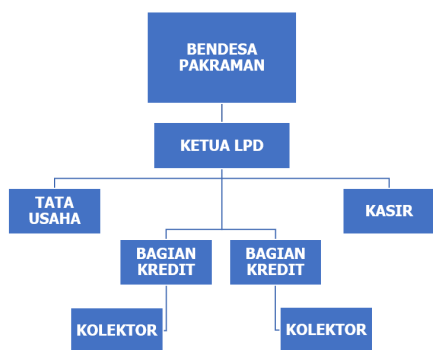 BENDESA
PAKRAMAN
KETUA LPD
TATA
USAHA
KASIR
BAGIAN
KREDIT
BAGIAN
KREDIT
KOLEKTOR
KOLEKTOR